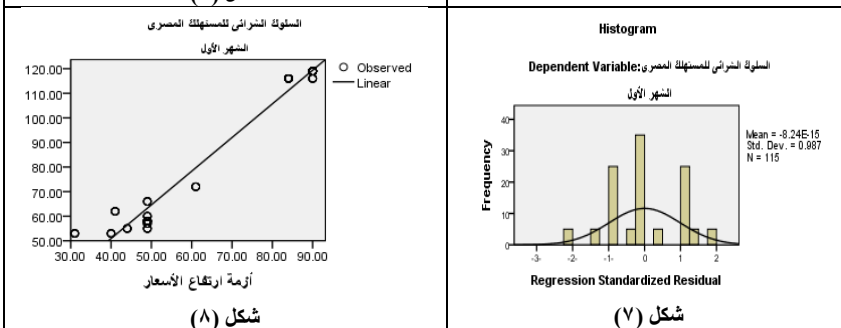 السلوك الشرائى للمستهلك المصرى
الشهر الأول
120.00
110.00
100.00
90.00
80.00
70.00
60.00
50.00
30.00 40.00 50.00 60.00 70.00 80.00 90.00
Observed
Linear
أزمة ارتفاع الأسعار
شكل (٨)
Histogram
Dependent Variable: السلوك الشرائى للمستهلك المصرى
الشهر الأول
Frequency
40
30
20
10
0
-3 -2 -1 0 1 2
Mean = -8.24E-15
Std. Dev. = 0.987
N = 115
Regression Standardized Residual
شكل (٧)